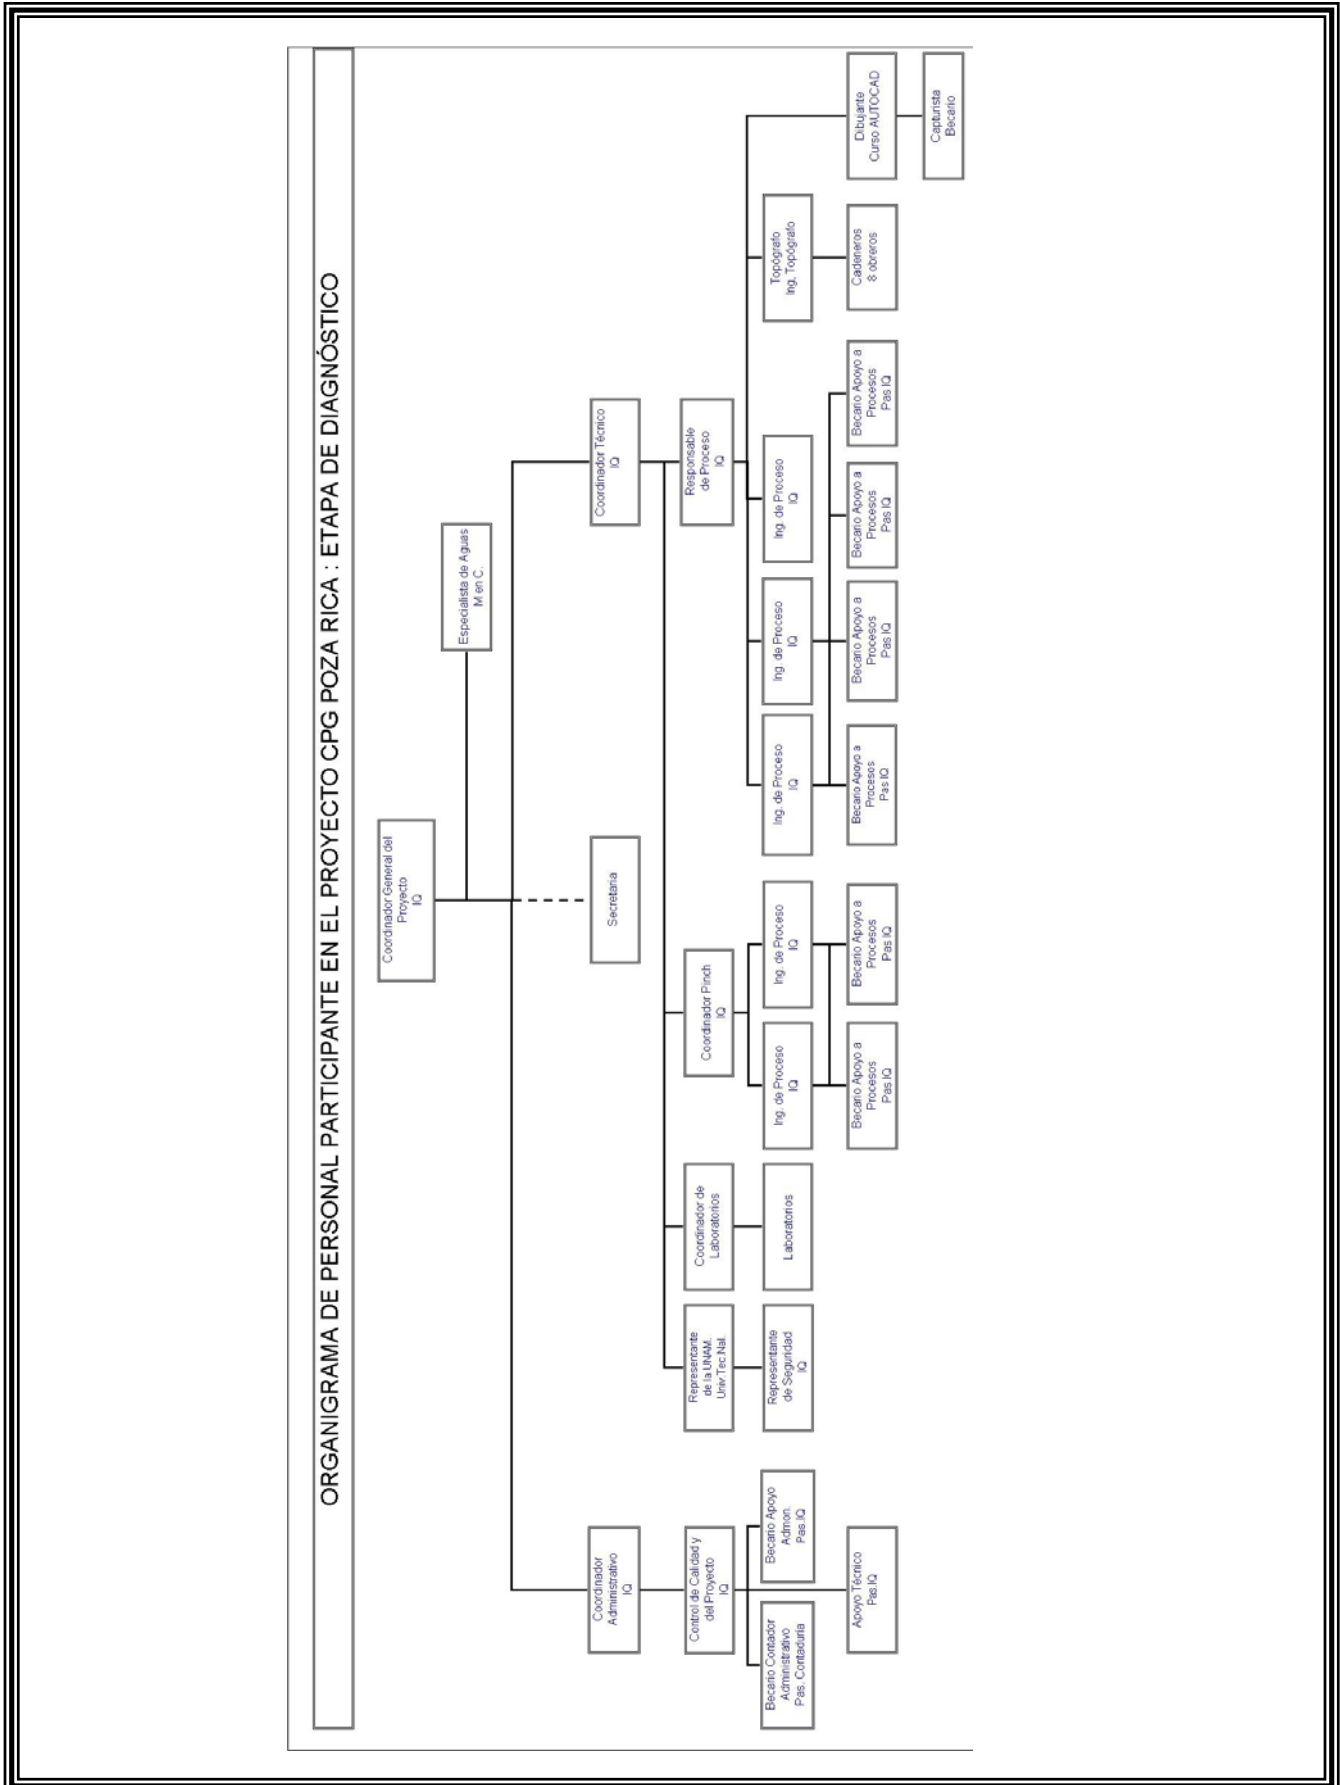 ORGANIGRAMA DE PERSONAL PARTICIPANTE EN EL PROYECTO CPG POZA RICA : ETAPA DE DIAGNÓSTICO
Coordinador General del
Proyecto
IQ
Especialista de Aguas
M en C.
Coordinador
Administrativo
IQ
Secretaria
Coordinador Técnico
IQ
Control de Calidad y
del Proyecto
IQ
Representante
de la UNAM.
Univ.Tec.Nal.
Coordinador de
Laboratorios
Coordinador Pinch
IQ
Responsable
de Proceso
IQ
Becario Contador
Administrativo
Pas. Contaduría
Becario Apoyo
Admon.
Pas.IQ
Representante
de Seguridad
IQ
Laboratorios
Ing. de Proceso
IQ
Ing. de Proceso
IQ
Ing. de Proceso
IQ
Ing. de Proceso
IQ
Ing. de Proceso
IQ
Topógrafo
Ing. Topógrafo
Apoyo Técnico
Pas.IQ
Becario Apoyo a
Procesos
Pas.IQ
Becario Apoyo a
Procesos
Pas IQ
Becario Apoyo a
Procesos
Pas IQ
Becario Apoyo a
Procesos
Pas IQ
Becario Apoyo a
Procesos
Pas IQ
Becario Apoyo a
Procesos
Pas IQ
Cadeneros
8 obreros
Dibujante
Curso AUTOCAD
Capturista
Becario